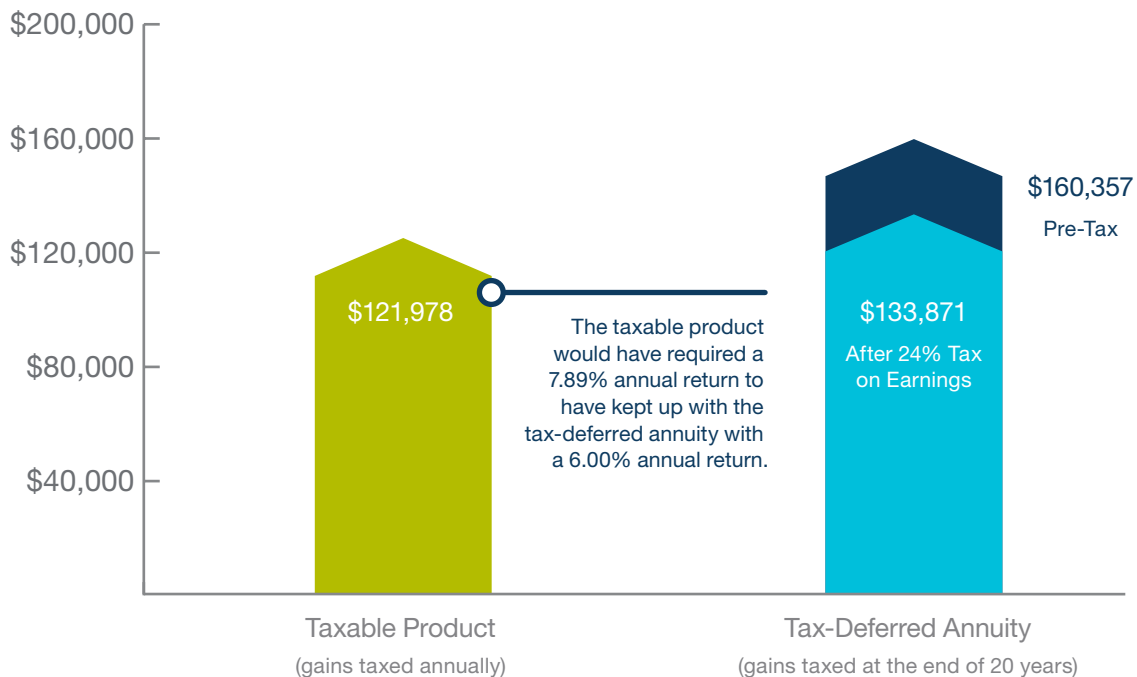 $200,000
$160,000
$120,000
$80,000
$40,000
$121,978
The taxable product
would have required a
7.89% annual return to
have kept up with the
tax-deferred annuity with
a 6.00% annual return.
$160,357
Pre-Tax
$133,871
After 24% Tax
on Earnings
Taxable Product
(gains taxed annually)
Tax-Deferred Annuity
(gains taxed at the end of 20 years)